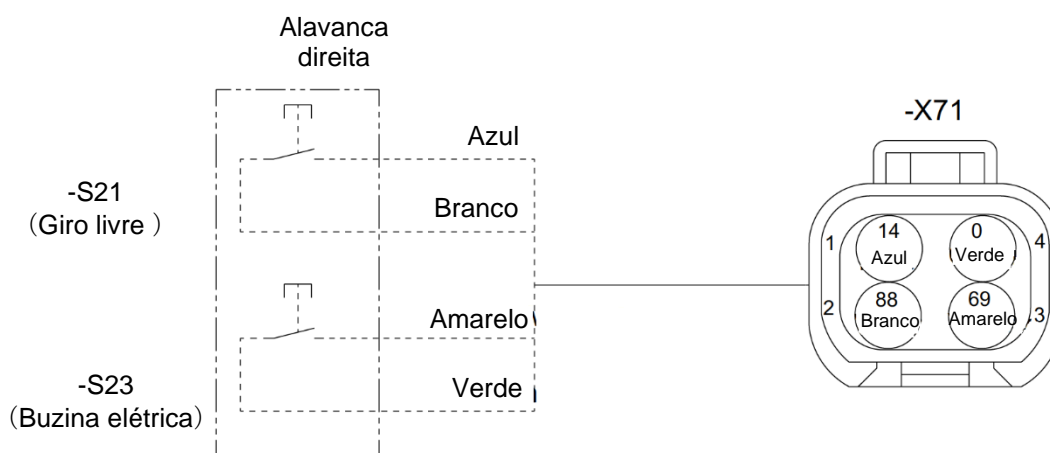 Alavanca
direita
-S21
（Giro livre ）
Azul
Branco
-S23
（Buzina elétrica）
Amarelo
Verde
-X71
1
14
Azul
0
Verde
4
2
88
Branco
69
Amarelo
3